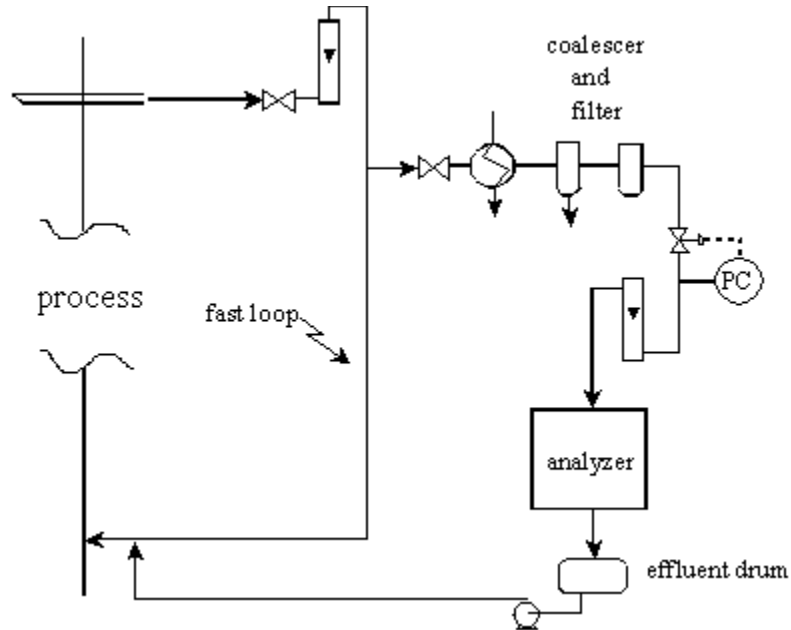 coalescer
and
filter
process
fast loop
PC
analyzer
effluent drum